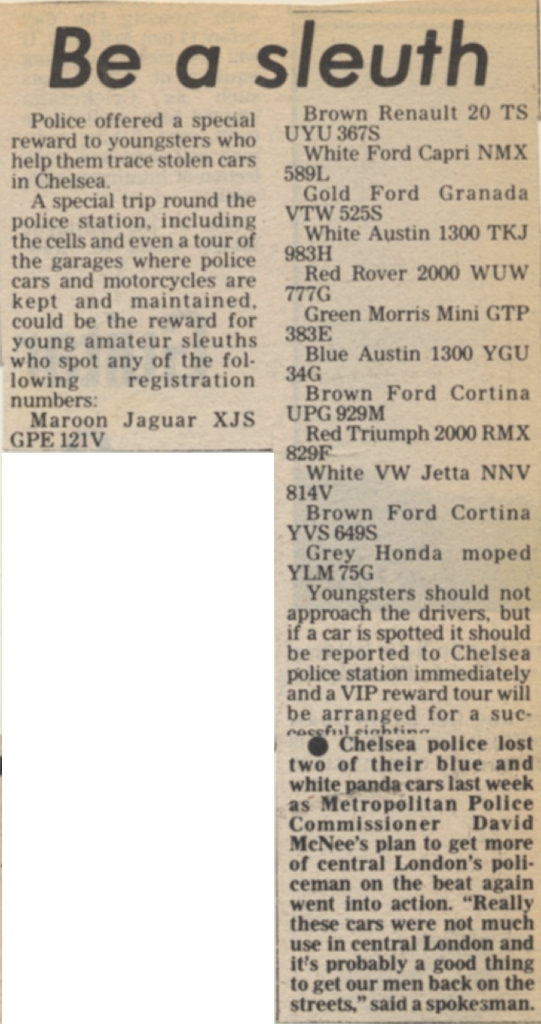 Be a sleuth
Police offered a special
reward to youngsters who
help them trace stolen cars
in Chelsea.
A special trip round the
police station, including
the cells and even a tour of
the garages where police
cars and motorcycles are
kept and maintained,
could be the reward for
young amateur sleuths
who spot any of the fol-
lowing registration
numbers:
Maroon Jaguar XJS
GPE 121V
Brown Renault 20 TS
UYU 367S
White Ford Capri NMX
589L
Gold Ford Granada
VTW 525S
White Austin 1300 TKJ
983H
Red Rover 2000 WUW
777G
Green Morris Mini GTP
383E
Blue Austin 1300 YGU
34G
Brown Ford Cortina
UPG 929M
Red Triumph 2000 RMX
829F
White VW Jetta NNV
814V
Brown Ford Cortina
YVS 649S
Grey Honda moped
YLM 75G
Youngsters should not
approach the drivers, but
if a car is spotted it should
be reported to Chelsea
police station immediately
and a VIP reward tour will
be arranged for a suc-
cessful sighting
● Chelsea police lost
two of their blue and
white panda cars last week
as Metropolitan Police
Commissioner David
McNee's plan to get more
of central London's poli-
ceman on the beat again
went into action. “Really
these cars were not much
use in central London and
it's probably a good thing
to get our men back on the
streets,” said a spokesman.